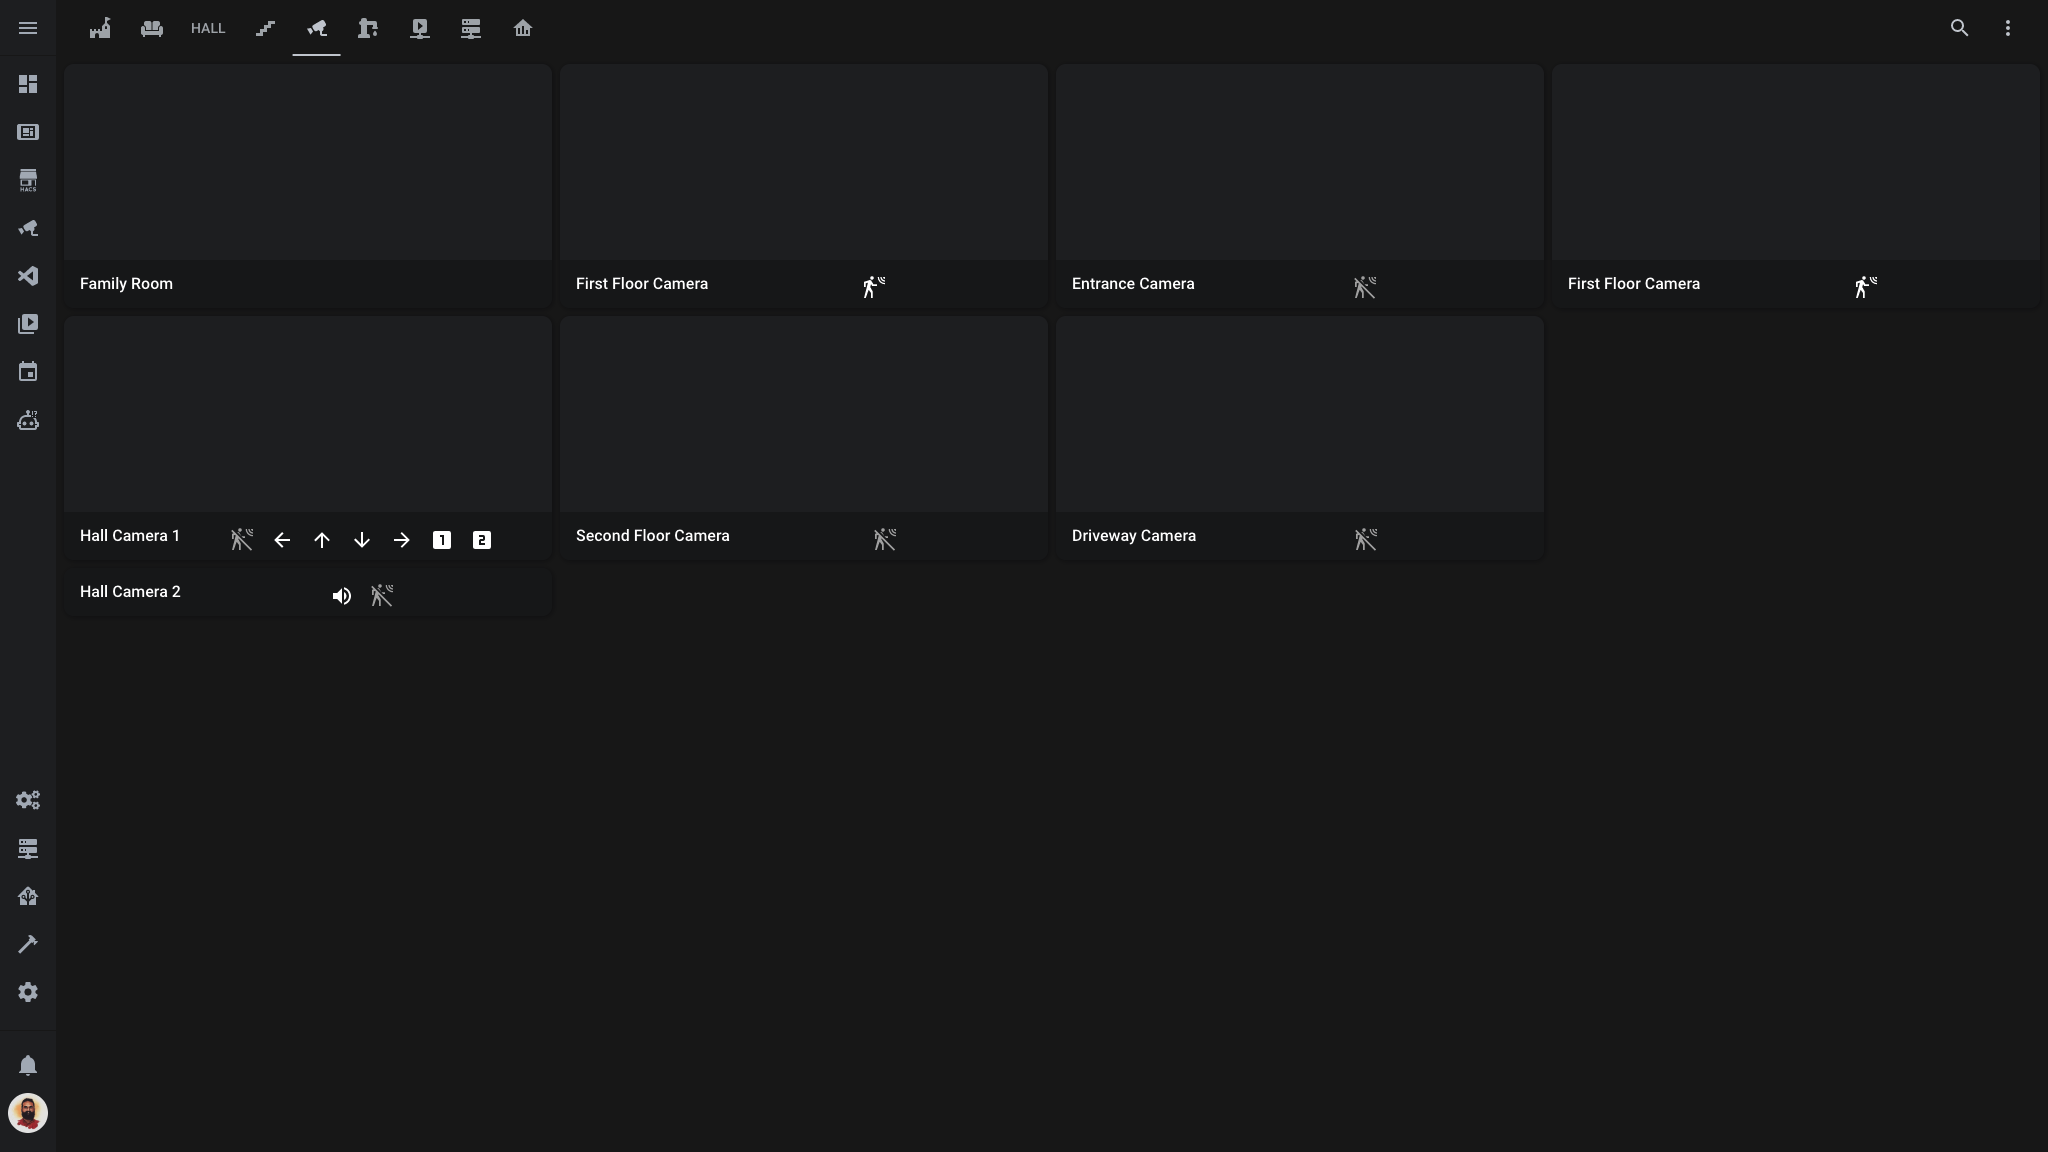 HALL
HACS
Family Room
First Floor Camera
Entrance Camera
First Floor Camera
Hall Camera 1
1
2
Second Floor Camera
Driveway Camera
Hall Camera 2